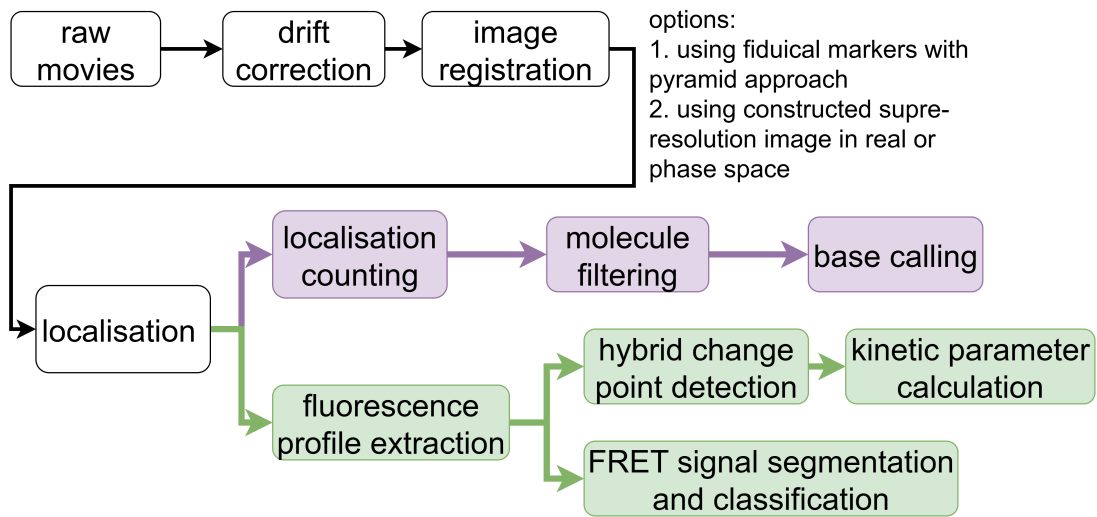 raw
movies
drift
correction
image
registration
options:
1. using fiduical markers with
pyramid approach
2. using constructed supre-
resolution image in real or
phase space
localisation
counting
molecule
filtering
base calling
localisation
hybrid change
point detection
kinetic parameter
calculation
fluorescence
profile extraction
FRET signal segmentation
and classification